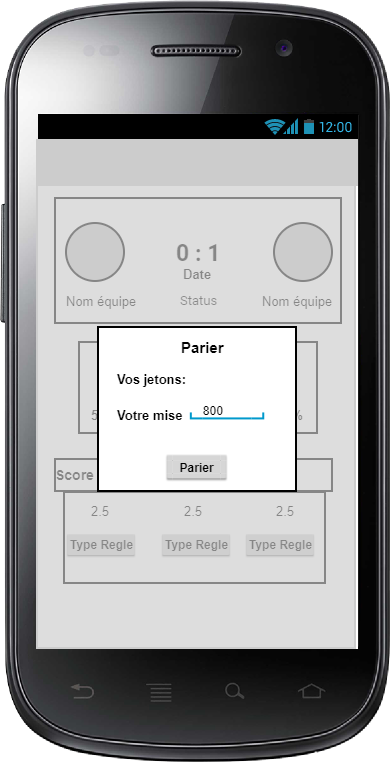 12:00
0 : 1
Date
Nom équipe
Status
Nom équipe
Parier
Vos jetons:
5
%
Votre mise 800
Parier
Score
2.5 2.5 2.5
Type Regle Type Regle Type Regle